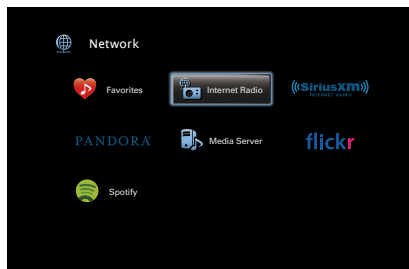 Network
Favorites
Internet Radio
((SiriusXM))
INTERNET RADIO
PANDORA
Media Server
flickr
Spotify